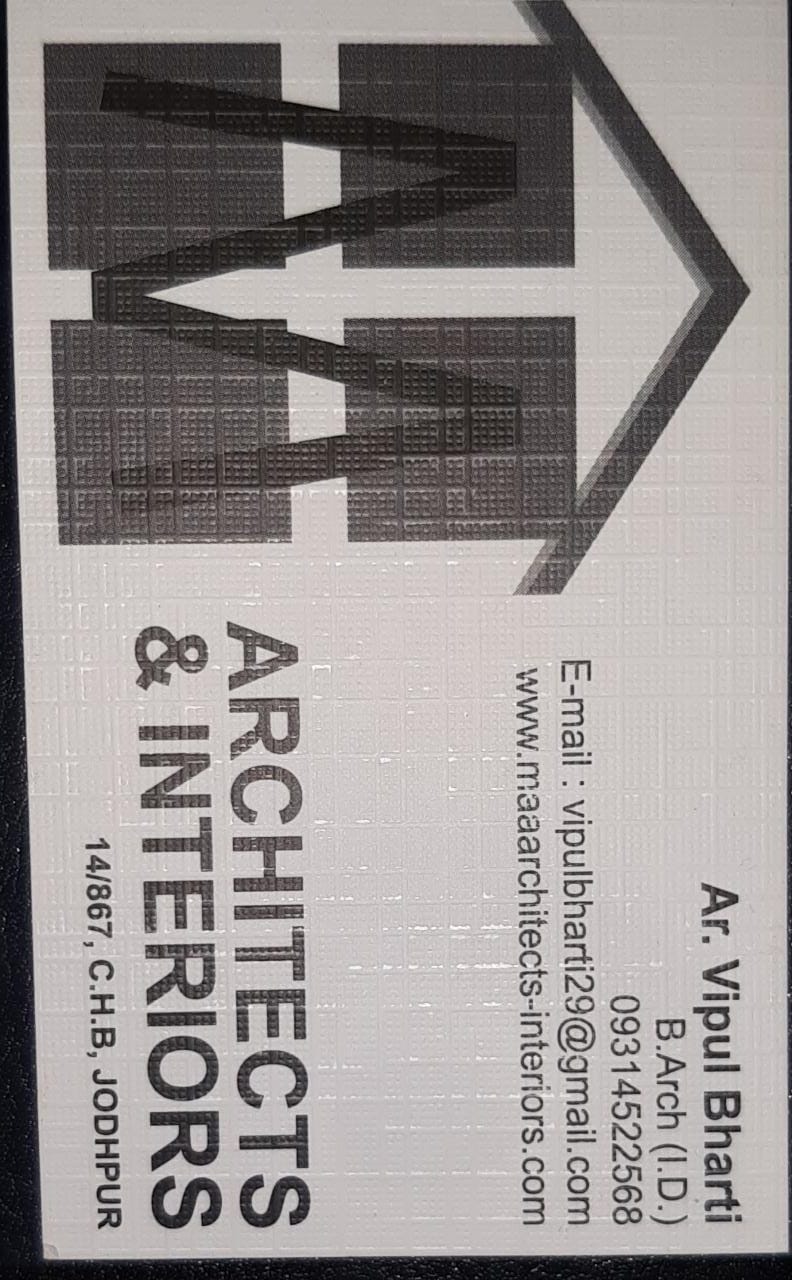 Ar. Vipul Bharti
B.Arch (I.D.)
09314522568
E-mail : vipulbharti29@gmail.com
www.maaarchitects-interiors.com
ARCHITECTS
& INTERIORS
14/867, C.H.B, JODHPUR